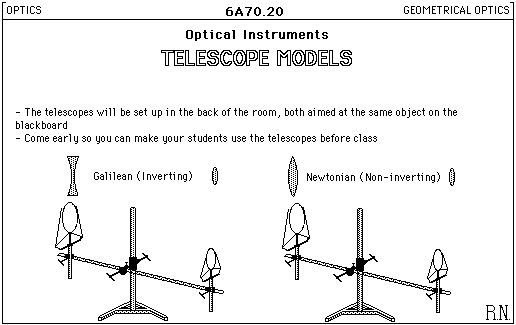 OPTICS 6A70.20 GEOMETRICAL OPTICS
Optical Instruments
TELESCOPE MODELS
- The telescopes will be set up in the back of the room, both aimed at the same object on the
blackboard
- Come early so you can make your students use the telescopes before class
Galilean (Inverting) Newtonian (Non-inverting)
R.N.